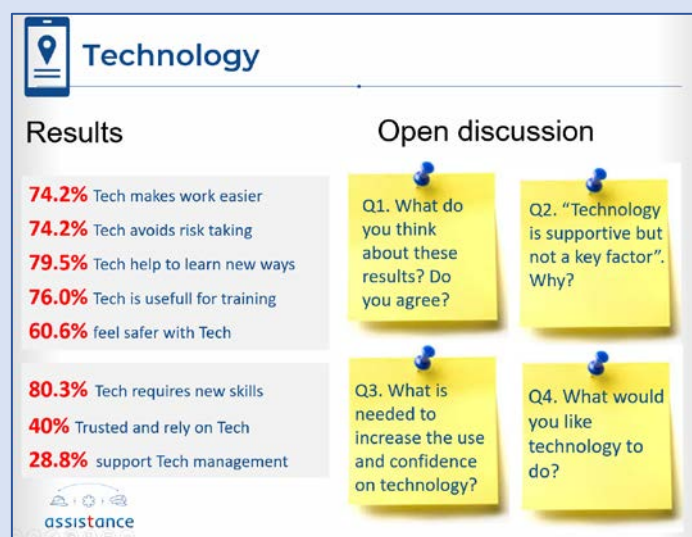 Technology
Results
74.2% Tech makes work easier
74.2% Tech avoids risk taking
79.5% Tech help to learn new ways
76.0% Tech is usefull for training
60.6% feel safer with Tech
80.3% Tech requires new skills
40% Trusted and rely on Tech
28.8% support Tech management
assistance
Open discussion
Q1. What do
you think
about these
results? Do
you agree?
Q2. “Technology
is supportive but
not a key factor”.
Why?
Q3. What is
needed to
increase the use
and confidence
on technology?
Q4. What would
you like
technology to
do?